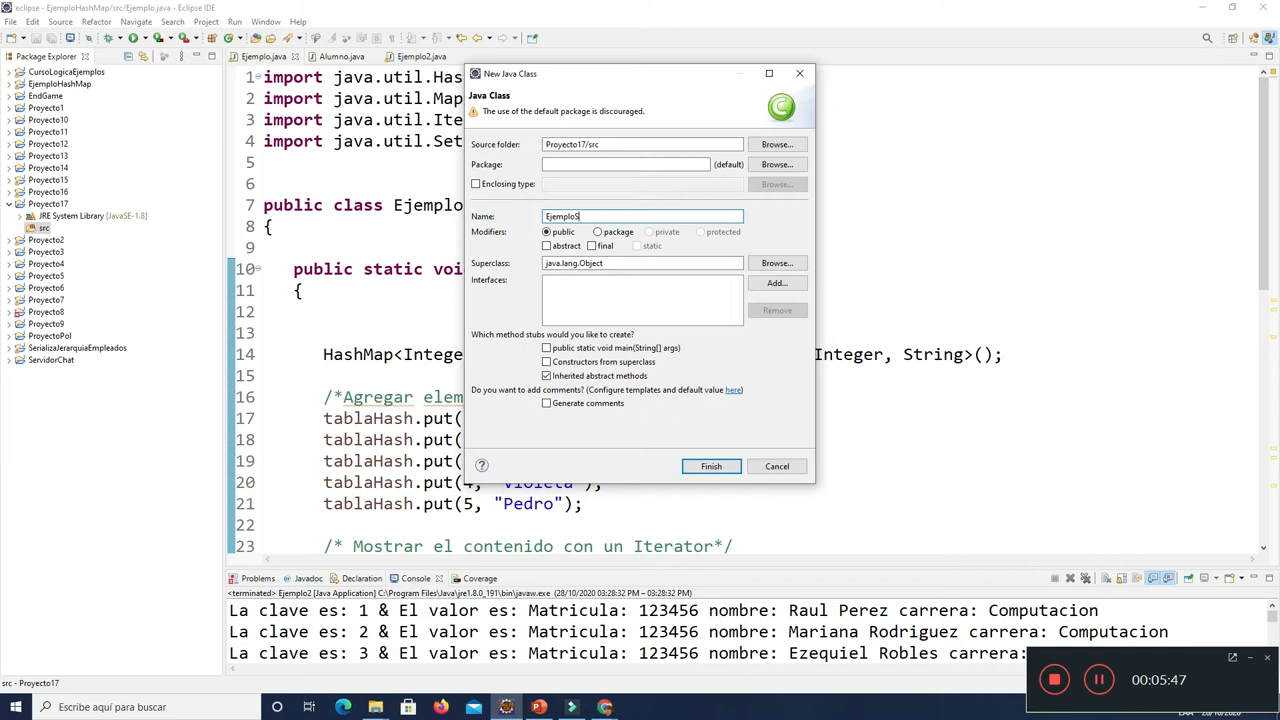 eclipse - EjemploHashMap/src/Ejemplo.java - Eclipse IDE
File Edit Source Refactor Navigate Search Project Run Window Help
Package Explorer
Ejemplo.java Alumno.java Ejemplo2.java
CursoLogicaEjemplos
EjemploHashMap
EndGame
Proyecto1
Proyecto10
Proyecto11
Proyecto12
Proyecto13
Proyecto14
Proyecto15
Proyecto16
Proyecto17
JRE System Library [JavaSE-1.8]
src
Proyecto2
Proyecto3
Proyecto4
Proyecto5
Proyecto6
Proyecto7
Proyecto8
Proyecto9
ProyectoPol
SerializaJerarquiaEmpleados
ServidorChat
1 import java.util.Has
2 import java.util.Map
3 import java.util.Ite
4 import java.util.Set
5
6
7 public class Ejemplo
8 {
9
10 public static voi
11 {
12
13
14 HashMap<Integer Integer, String>();
15
16 /*Agregar elem
17 tablaHash.put(
18 tablaHash.put(
19 tablaHash.put(
20 tablaHash.put(4, "Violeta");
21 tablaHash.put(5, "Pedro");
22
23 /* Mostrar el contenido con un Iterator*/
New Java Class
Java Class
The use of the default package is discouraged.
Source folder: Proyecto17/src Browse...
Package: (default) Browse...
Enclosing type: Browse...
Name: EjemploS
Modifiers: public package private protected
abstract final static
Superclass: java.lang.Object Browse...
Interfaces: Add...
Remove
Which method stubs would you like to create?
public static void main(String[] args)
Constructors from superclass
Inherited abstract methods
Do you want to add comments? (Configure templates and default value here)
Generate comments
? Finish Cancel
Problems Javadoc Declaration Console Coverage
<terminated> Ejemplo2 [Java Application] C:\Program Files\Java\jre1.8.0_191\bin\javaw.exe (28/10/2020 03:28:32 PM – 03:28:32 PM)
La clave es: 1 & El valor es: Matricula: 123456 nombre: Raul Perez carrera: Computacion
La clave es: 2 & El valor es: Matricula: 123456 nombre: Mariana Rodriguez carrera: Computacion
La clave es: 3 & El valor es: Matricula: 123456 nombre: Ezequiel Robles carrera:
src - Proyecto17
00:05:47
Escribe aquí para buscar